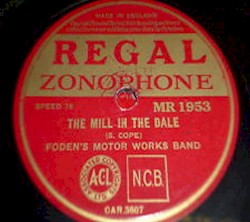 MADE IN ENGLAND
REGAL
ZONOPHONE
SPEED 78
MR 1953
THE MILL IN THE DALE
(S. COPE)
FODEN'S MOTOR WORKS BAND
ACL
N.C.B.
CAR.3607